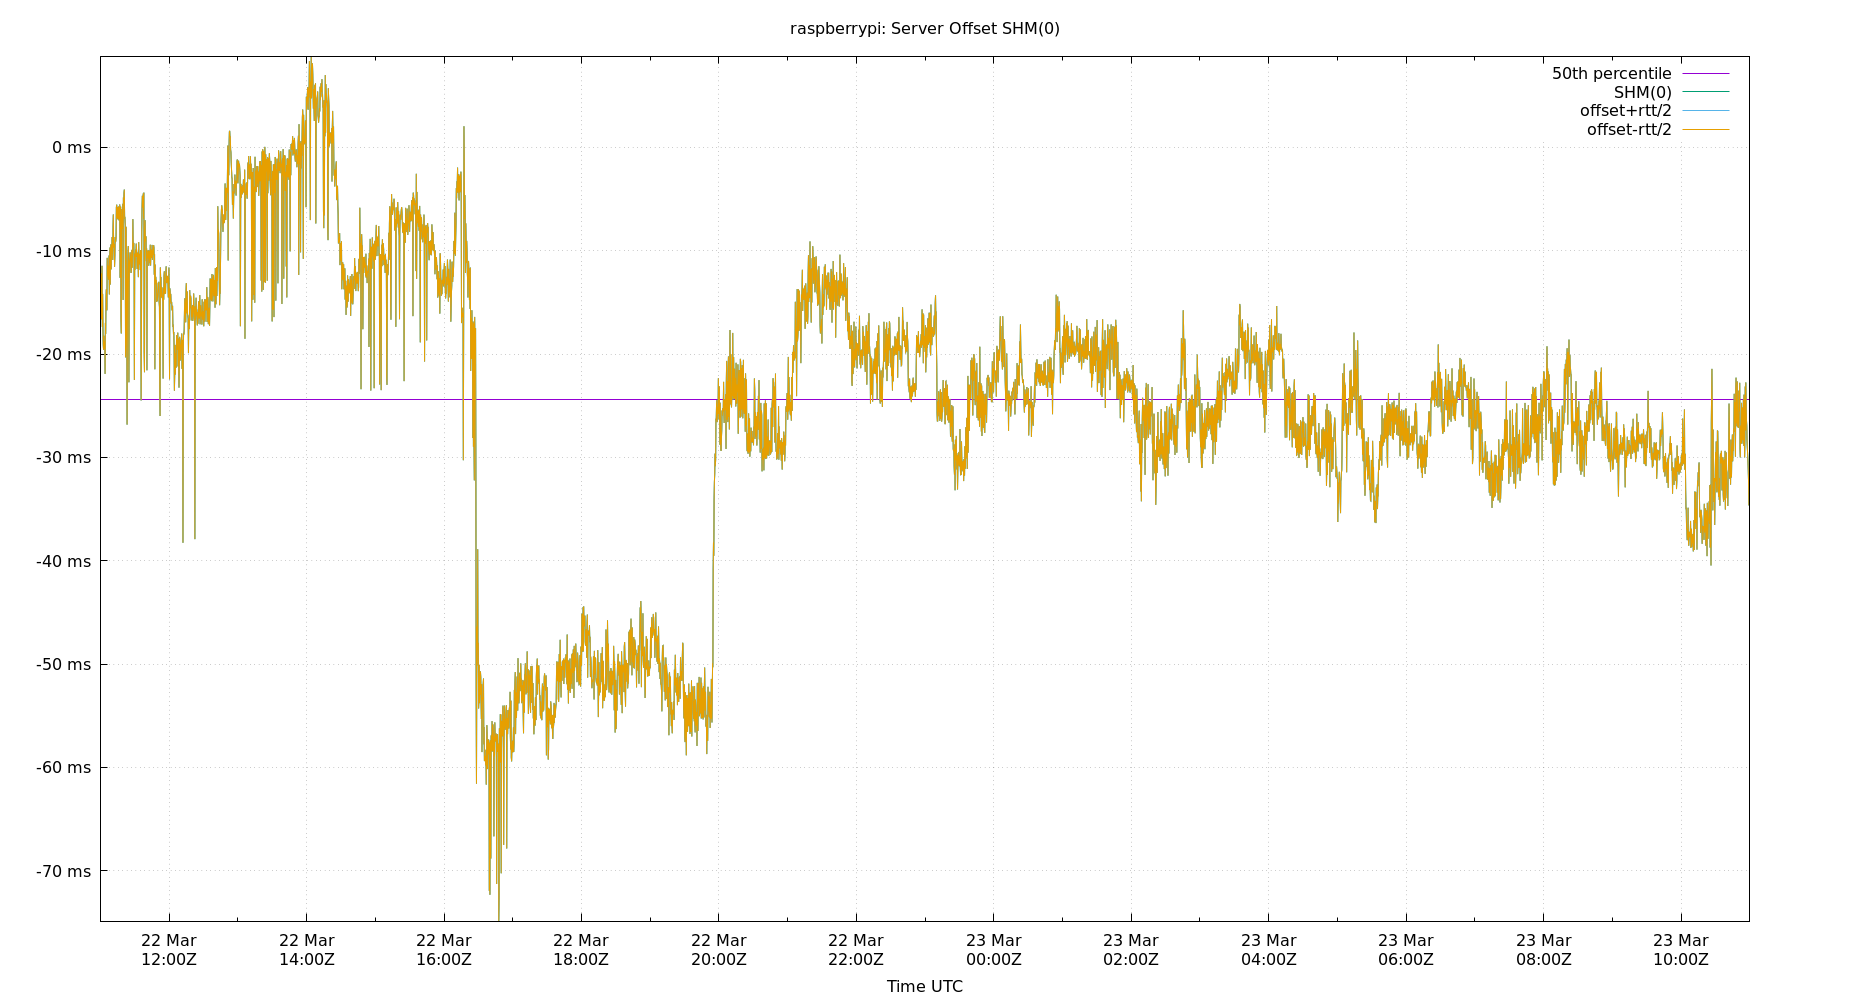 raspberrypi: Server Offset SHM(0)
50th percentile
SHM(0)
offset+rtt/2
offset-rtt/2
0 ms
-10 ms
-20 ms
-30 ms
-40 ms
-50 ms
-60 ms
-70 ms
22 Mar 22 Mar 22 Mar 22 Mar 22 Mar 22 Mar 23 Mar 23 Mar 23 Mar 23 Mar 23 Mar 23 Mar
12:00Z 14:00Z 16:00Z 18:00Z 20:00Z 22:00Z 00:00Z 02:00Z 04:00Z 06:00Z 08:00Z 10:00Z
Time UTC